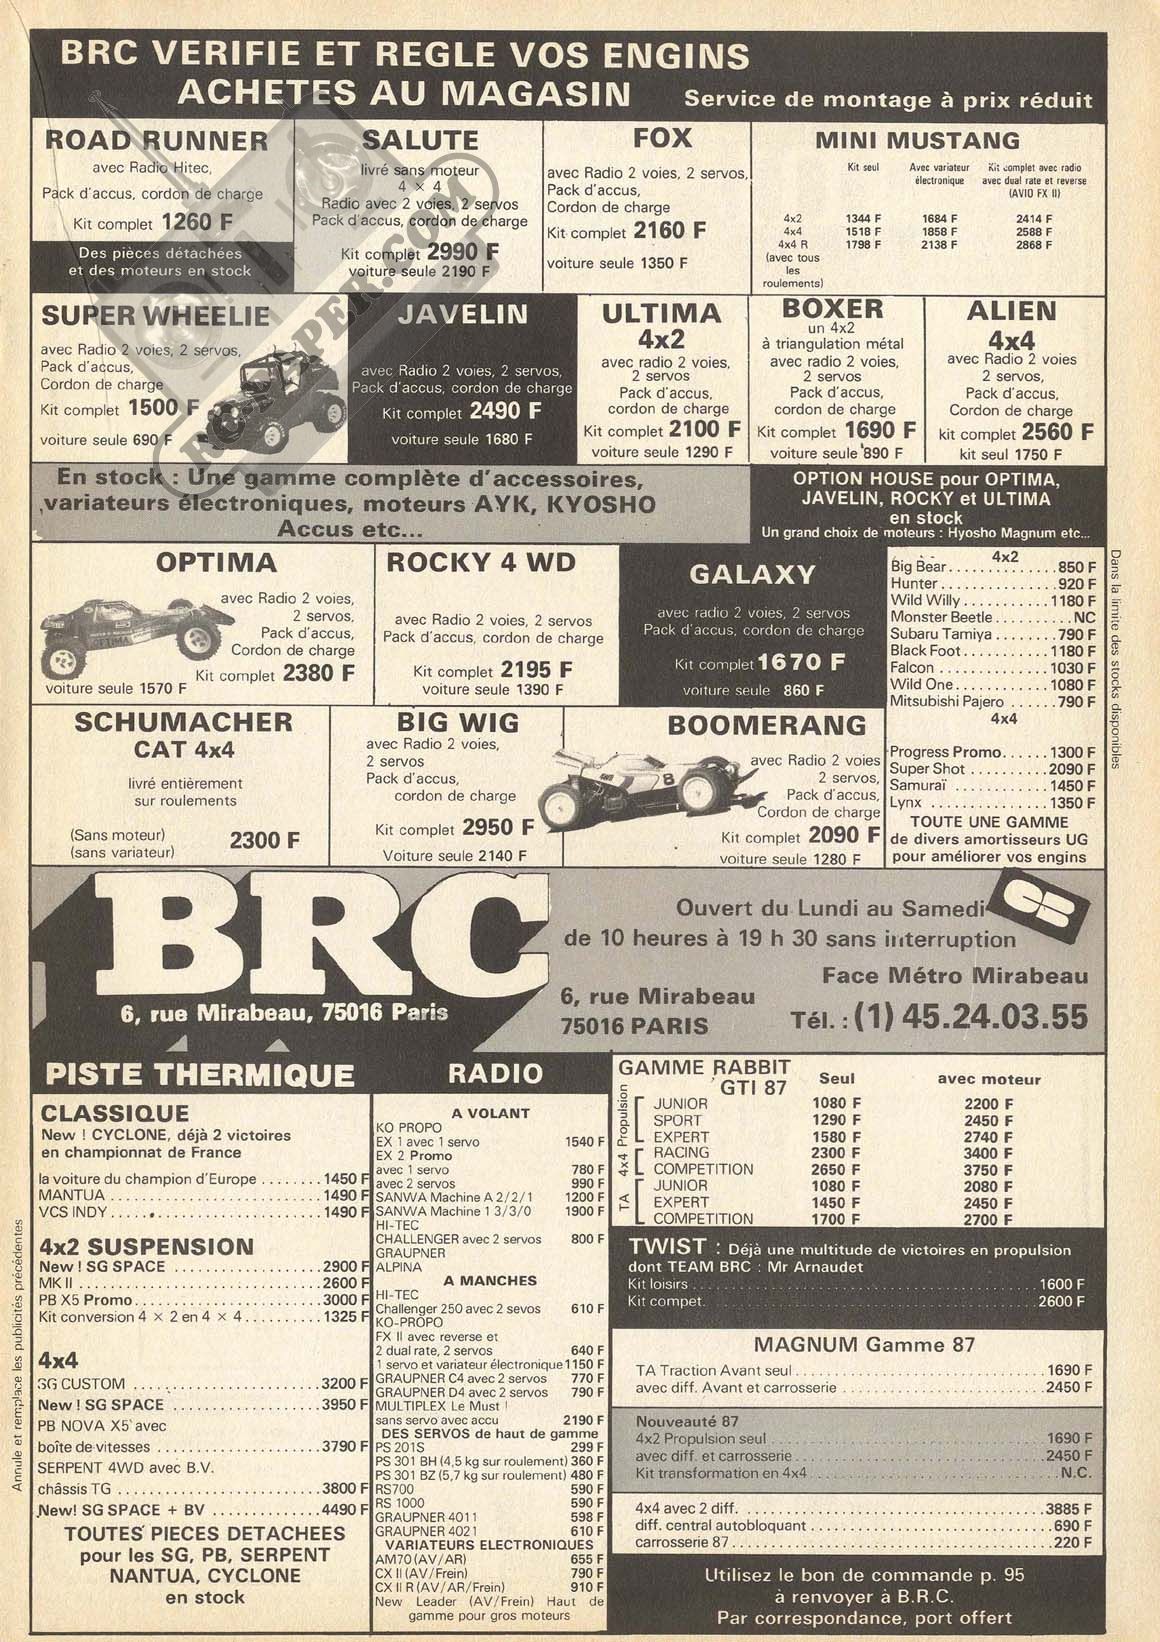 BRC VERIFIE ET REGLE VOS ENGINS
ACHETES AU MAGASIN
Service de montage à prix réduit
ROAD RUNNER
avec Radio Hitec,
Pack d'accus, cordon de charge
Kit complet 1260 F
Des pièces détachées
et des moteurs en stock
SALUTE
livré sans moteur
4 × 4
Radio avec 2 voies, 2 servos
Pack d'accus, cordon de charge
Kit complet 2990 F
voiture seule 2190 F
FOX
avec Radio 2 voies, 2 servos,
Pack d'accus,
Cordon de charge
Kit complet 2160 F
voiture seule 1350 F
MINI MUSTANG
Kit seul
Avec variateur
électronique
Kit complet avec radio
avec dual rate et reverse
(AVIO FX II)
4x2 1344 F 1684 F 2414 F
4x4 1518 F 1858 F 2588 F
4x4 R 1798 F 2138 F 2868 F
(avec tous
les
roulements)
SUPER WHEELIE
avec Radio 2 voies, 2 servos,
Pack d'accus,
Cordon de charge
Kit complet 1500 F
voiture seule 690 F
JAVELIN
avec Radio 2 voies, 2 servos,
Pack d'accus, cordon de charge
Kit complet 2490 F
voiture seule 1680 F
ULTIMA
4x2
avec radio 2 voies,
2 servos
Pack d'accus,
cordon de charge
Kit complet 2100 F
voiture seule 1290 F
BOXER
un 4x2
à triangulation métal
avec radio 2 voies,
2 servos
Pack d'accus,
cordon de charge
Kit complet 1690 F
voiture seule 890 F
ALIEN
4x4
avec Radio 2 voies
2 servos,
Pack d'accus,
Cordon de charge
kit complet 2560 F
kit seul 1750 F
RCSCRAPPER.COM
En stock : Une gamme complète d'accessoires,
variateurs électroniques, moteurs AYK, KYOSHO
Accus etc...
OPTION HOUSE pour OPTIMA,
JAVELIN, ROCKY et ULTIMA
en stock
Un grand choix de moteurs : Hyosho Magnum etc...
OPTIMA
avec Radio 2 voies,
2 servos,
Pack d'accus,
Cordon de charge
Kit complet 2380 F
voiture seule 1570 F
ROCKY 4 WD
avec Radio 2 voies, 2 servos
Pack d'accus, cordon de charge
Kit complet 2195 F
voiture seule 1390 F
GALAXY
avec radio 2 voies, 2 servos
Pack d'accus, cordon de charge
Kit complet 1670 F
voiture seule 860 F
4x2
Big Bear 850 F
Hunter 920 F
Wild Willy 1180 F
Monster Beetle NC
Subaru Tamiya 790 F
Black Foot 1180 F
Falcon 1030 F
Wild One 1080 F
Mitsubishi Pajero 790 F
4x4
Progress Promo 1300 F
Super Shot 2090 F
Samuraï 1450 F
Lynx 1350 F
TOUTE UNE GAMME
de divers amortisseurs UG
pour améliorer vos engins
Dans la limite des stocks disponibles
SCHUMACHER
CAT 4x4
livré entièrement
sur roulements
(Sans moteur)
(sans variateur)
2300 F
BIG WIG
avec Radio 2 voies,
2 servos
Pack d'accus,
cordon de charge
Kit complet 2950 F
Voiture seule 2140 F
BOOMERANG
avec Radio 2 voies
2 servos,
Pack d'accus,
Cordon de charge
Kit complet 2090 F
voiture seule 1280 F
BRC
6, rue Mirabeau, 75016 Paris
Ouvert du Lundi au Samedi
de 10 heures à 19 h 30 sans interruption
CB
Face Métro Mirabeau
6, rue Mirabeau
75016 PARIS
Tél. : (1) 45.24.03.55
PISTE THERMIQUE
CLASSIQUE
New ! CYCLONE, déjà 2 victoires
en championnat de France
la voiture du champion d'Europe 1450 F
MANTUA 1490 F
VCS INDY 1490 F
4x2 SUSPENSION
New ! SG SPACE 2900 F
MK II 2600 F
PB X5 Promo 3000 F
Kit conversion 4 × 2 en 4 × 4 1325 F
4x4
SG CUSTOM 3200 F
New ! SG SPACE 3950 F
PB NOVA X5 avec
boîte de vitesses 3790 F
SERPENT 4WD avec B.V.
châssis TG 3800 F
New! SG SPACE + BV 4490 F
TOUTES PIECES DETACHEES
pour les SG, PB, SERPENT
NANTUA, CYCLONE
en stock
Annule et remplace les publicités précédentes
RADIO
A VOLANT
KO PROPO
EX 1 avec 1 servo 1540 F
EX 2 Promo
avec 1 servo 780 F
avec 2 servos 990 F
SANWA Machine A 2/2/1 1200 F
SANWA Machine 1 3/3/0 1900 F
HI-TEC
CHALLENGER avec 2 servos 800 F
GRAUPNER
ALPINA
A MANCHES
HI-TEC
Challenger 250 avec 2 sevos 610 F
KO-PROPO
FX II avec reverse et
2 dual rate, 2 servos 640 F
1 servo et variateur électronique 1150 F
GRAUPNER C4 avec 2 servos 770 F
GRAUPNER D4 avec 2 servos 790 F
MULTIPLEX Le Must !
sans servo avec accu 2190 F
DES SERVOS de haut de gamme
PS 201S 299 F
PS 301 BH (4,5 kg sur roulement) 360 F
PS 301 BZ (5,7 kg sur roulement) 480 F
RS700 590 F
RS 1000 590 F
GRAUPNER 4011 598 F
GRAUPNER 4021 610 F
VARIATEURS ELECTRONIQUES
AM70 (AV/AR) 655 F
CX II (AV/Frein) 790 F
CX II R (AV/AR/Frein) 910 F
New Leader (AV/Frein) Haut de
gamme pour gros moteurs
GAMME RABBIT
GTI 87
Seul
avec moteur
Propulsion
JUNIOR 1080 F 2200 F
SPORT 1290 F 2450 F
EXPERT 1580 F 2740 F
4x4
RACING 2300 F 3400 F
COMPETITION 2650 F 3750 F
TA
JUNIOR 1080 F 2080 F
EXPERT 1450 F 2450 F
COMPETITION 1700 F 2700 F
TWIST : Déjà une multitude de victoires en propulsion
dont TEAM BRC : Mr Arnaudet
Kit loisirs 1600 F
Kit compet. 2600 F
MAGNUM Gamme 87
TA Traction Avant seul 1690 F
avec diff. Avant et carrosserie 2450 F
Nouveauté 87
4x2 Propulsion seul 1690 F
avec diff. et carrosserie 2450 F
Kit transformation en 4x4 N.C.
4x4 avec 2 diff. 3885 F
diff. central autobloquant 690 F
carrosserie 87 220 F
Utilisez le bon de commande p. 95
à renvoyer à B.R.C.
Par correspondance, port offert